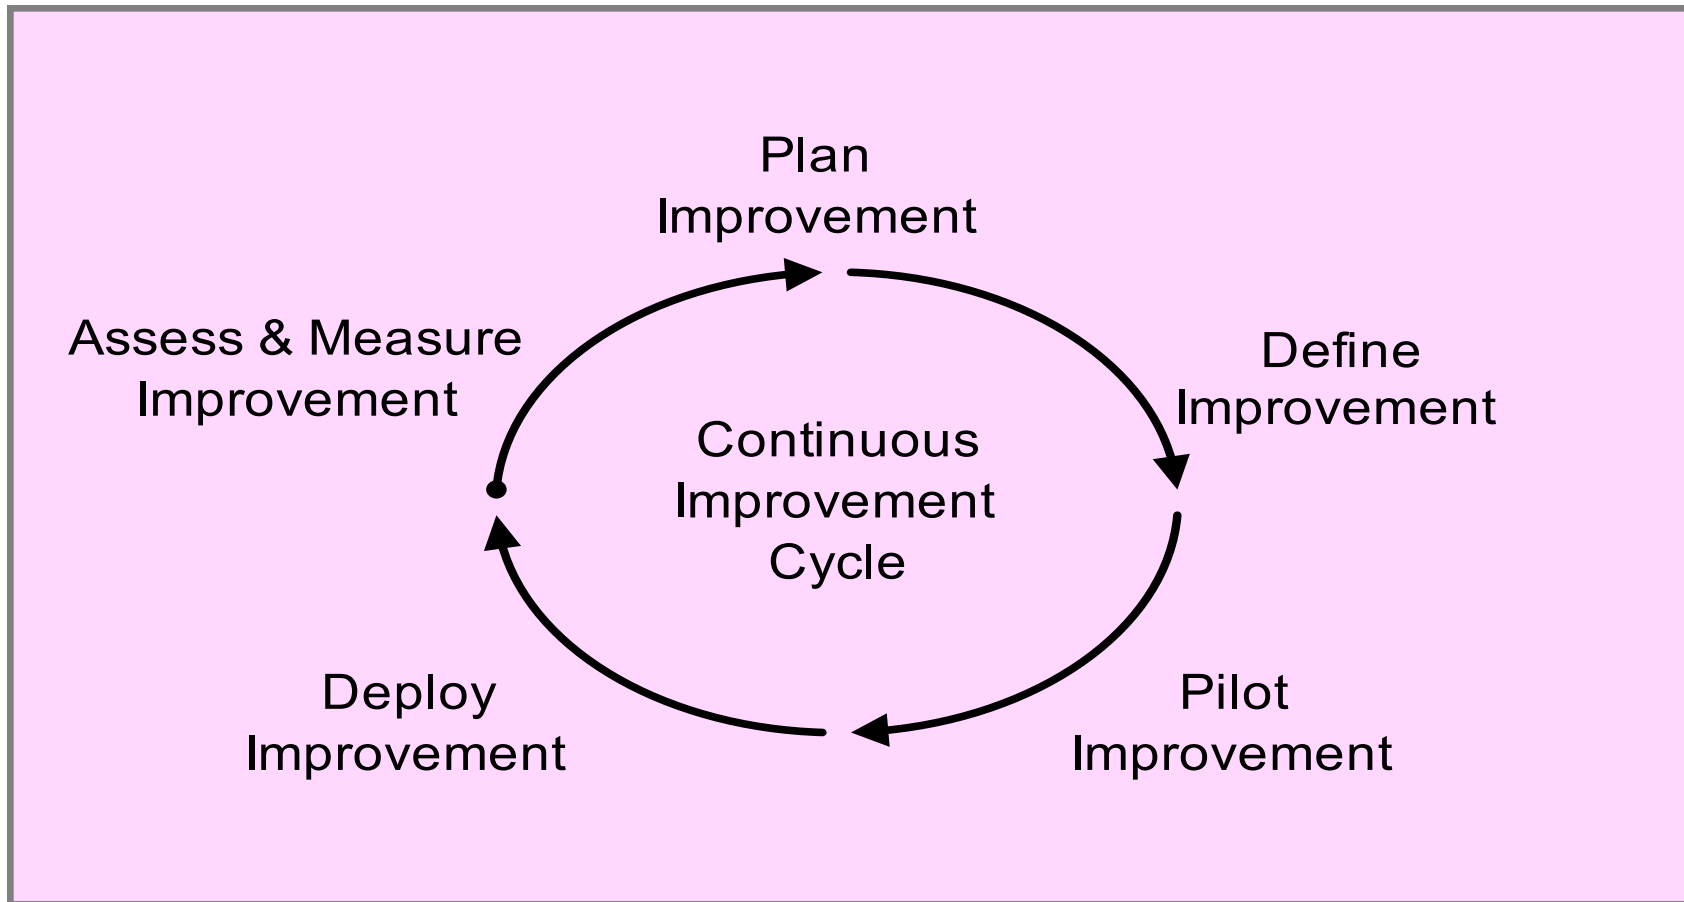 Plan
Improvement
Assess & Measure
Improvement
Define
Improvement
Continuous
Improvement
Cycle
Deploy
Improvement
Pilot
Improvement